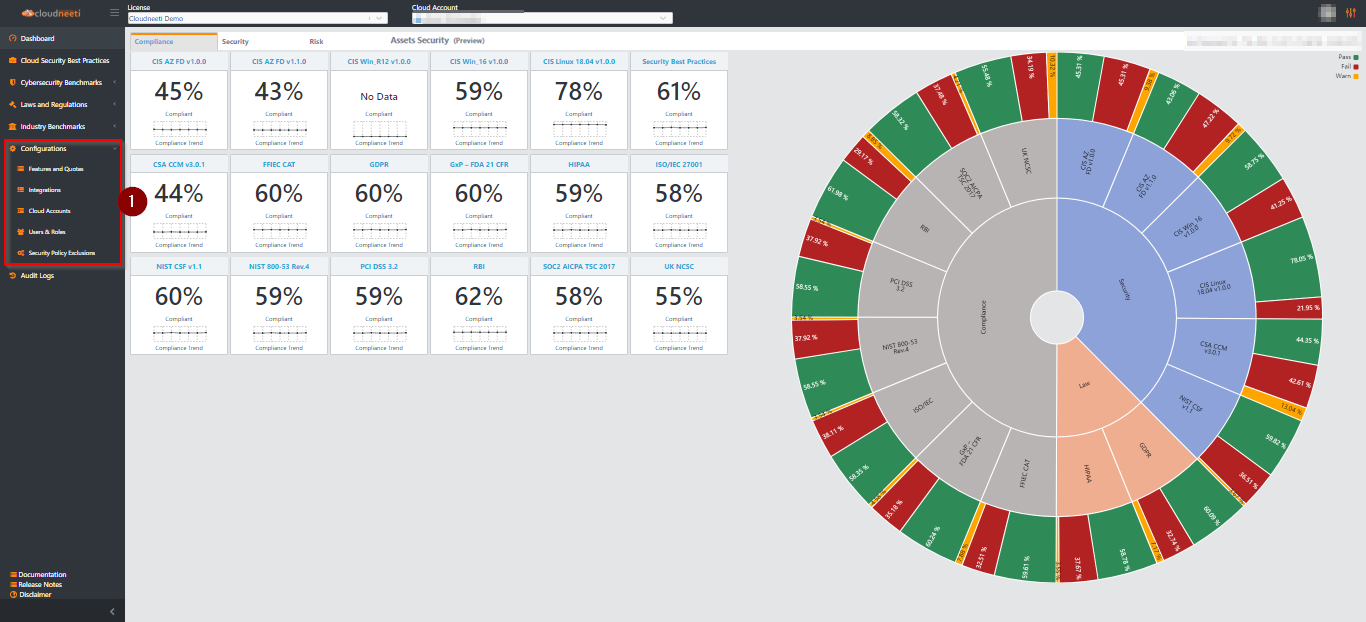 cloudneeti
License
Cloudneeti Demo
Cloud Account
Dashboard
Cloud Security Best Practices
Cybersecurity Benchmarks
Laws and Regulations
Industry Benchmarks
Configurations
Features and Quotas
Integrations
Cloud Accounts
Users & Roles
Security Policy Exclusions
Audit Logs
Documentation
Release Notes
Disclaimer
1
Compliance
Security
Risk
Assets Security (Preview)
CIS AZ FD v1.0.0
45%
Compliant
Compliance Trend
CIS AZ FD v1.1.0
43%
Compliant
Compliance Trend
CIS Win_R12 v1.0.0
No Data
Compliance Trend
CIS Win_16 v1.0.0
59%
Compliant
Compliance Trend
CIS Linux 18.04 v1.0.0
78%
Compliant
Compliance Trend
Security Best Practices
61%
Compliant
Compliance Trend
CSA CCM v3.0.1
44%
Compliant
Compliance Trend
FFIEC CAT
60%
Compliant
Compliance Trend
GDPR
60%
Compliant
Compliance Trend
GxP – FDA 21 CFR
60%
Compliant
Compliance Trend
HIPAA
59%
Compliant
Compliance Trend
ISO/IEC 27001
58%
Compliant
Compliance Trend
NIST CSF v1.1
60%
Compliant
Compliance Trend
NIST 800-53 Rev.4
59%
Compliant
Compliance Trend
PCI DSS 3.2
59%
Compliant
Compliance Trend
RBI
62%
Compliant
Compliance Trend
SOC2 AICPA TSC 2017
58%
Compliant
Compliance Trend
UK NCSC
55%
Compliant
Compliance Trend
Pass
Fail
Warn
Security
Law
Compliance
CIS AZ
FD v1.0.0
CIS AZ
FD v1.1.0
CIS Win 16
v1.0.0
CIS Linux
18.04 v1.0.0
CSA CCM
v3.0.1
NIST CSF
v1.1
GDPR
HIPAA
FFIEC CAT
GxP –
FDA 21 CFR
ISO/IEC
NIST 800-53
Rev.4
PCI DSS
3.2
RBI
SOC2 AICPA
TSC 2017
UK NCSC
45.31 %
45.31 %
43.06 %
47.22 %
58.75 %
41.25 %
78.05 %
21.95 %
44.35 %
42.61 %
13.04 %
59.82 %
36.51 %
60.09 %
32.74 %
58.78 %
37.67 %
59.61 %
32.51 %
60.24 %
35.18 %
58.35 %
38.11 %
58.55 %
37.92 %
3.54 %
58.55 %
37.92 %
61.98 %
29.17 %
58.32 %
37.48 %
55.48 %
34.19 %
10.32 %